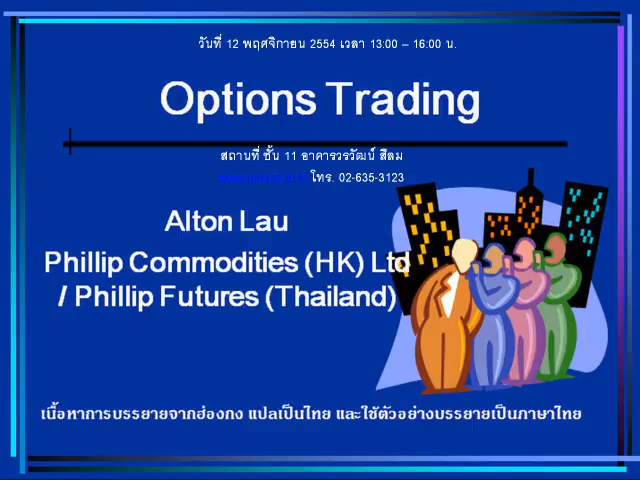 วันที่ 12 พฤศจิกายน 2554 เวลา 13:00 – 16:00 น.
Options Trading
สถานที่ ชั้น 11 อาคารวรวัฒน์ สีลม
โทร. 02-635-3123
Alton Lau
Phillip Commodities (HK) Ltd
/ Phillip Futures (Thailand)
เนื้อหาการบรรยายจากฮ่องกง แปลเป็นไทย และใช้ตัวอย่างบรรยายเป็นภาษาไทย